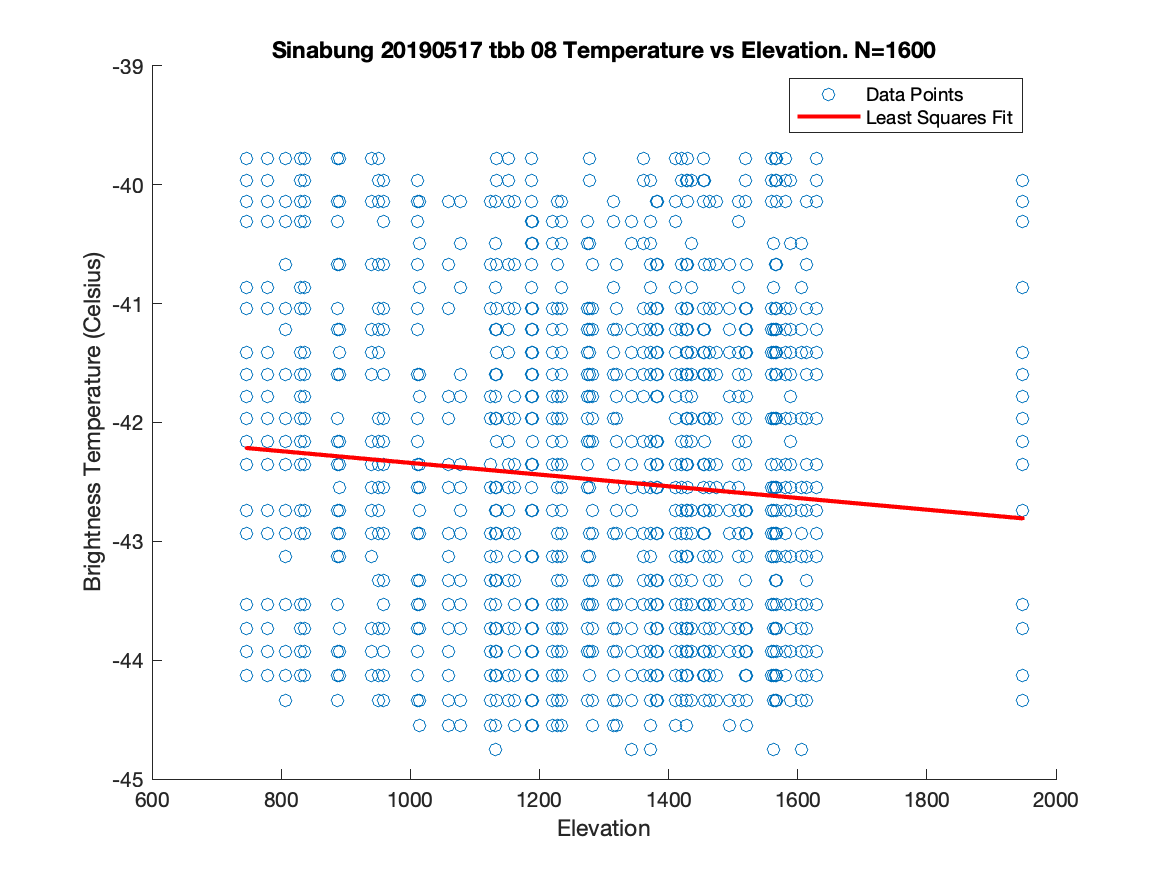 Sinabung 20190517 tbb 08 Temperature vs Elevation. N=1600
Data Points
Least Squares Fit
Brightness Temperature (Celsius)
-39
-40
-41
-42
-43
-44
-45
600 800 1000 1200 1400 1600 1800 2000
Elevation